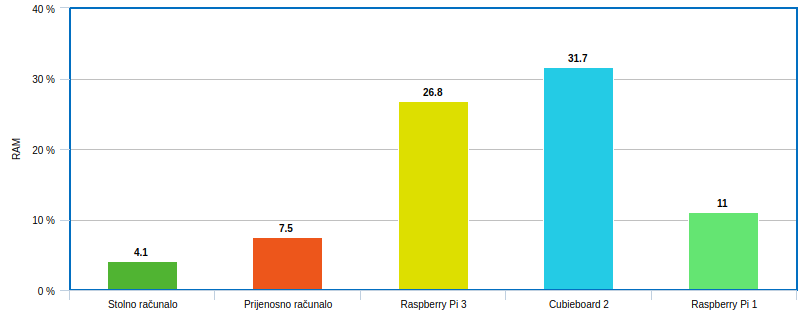 40 %
30 %
20 %
10 %
0 %
RAM
4.1
7.5
26.8
31.7
11
Stolno računalo
Prijenosno računalo
Raspberry Pi 3
Cubieboard 2
Raspberry Pi 1